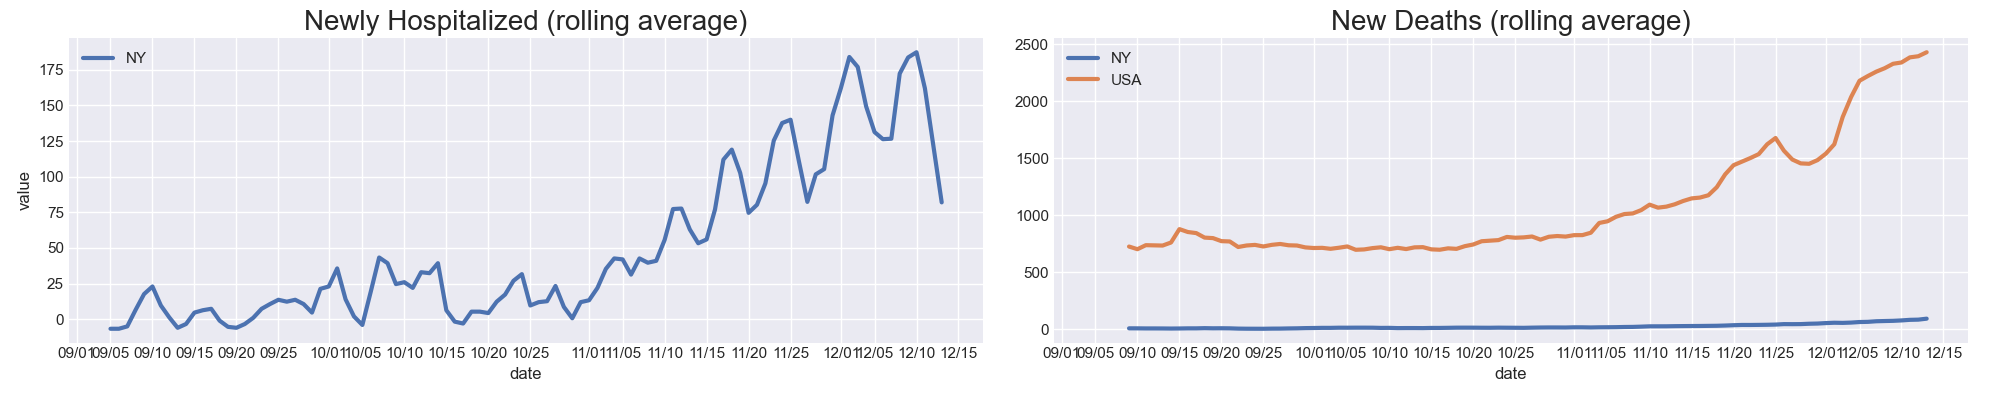 Newly Hospitalized (rolling average)
NY
175
150
125
100
75
50
25
0
value
09/01 09/05 09/10 09/15 09/20 09/25 10/01 10/05 10/10 10/15 10/20 10/25 11/01 11/05 11/10 11/15 11/20 11/25 12/01 12/05 12/10 12/15
date
New Deaths (rolling average)
NY
USA
2500
2000
1500
1000
500
0
09/01 09/05 09/10 09/15 09/20 09/25 10/01 10/05 10/10 10/15 10/20 10/25 11/01 11/05 11/10 11/15 11/20 11/25 12/01 12/05 12/10 12/15
date